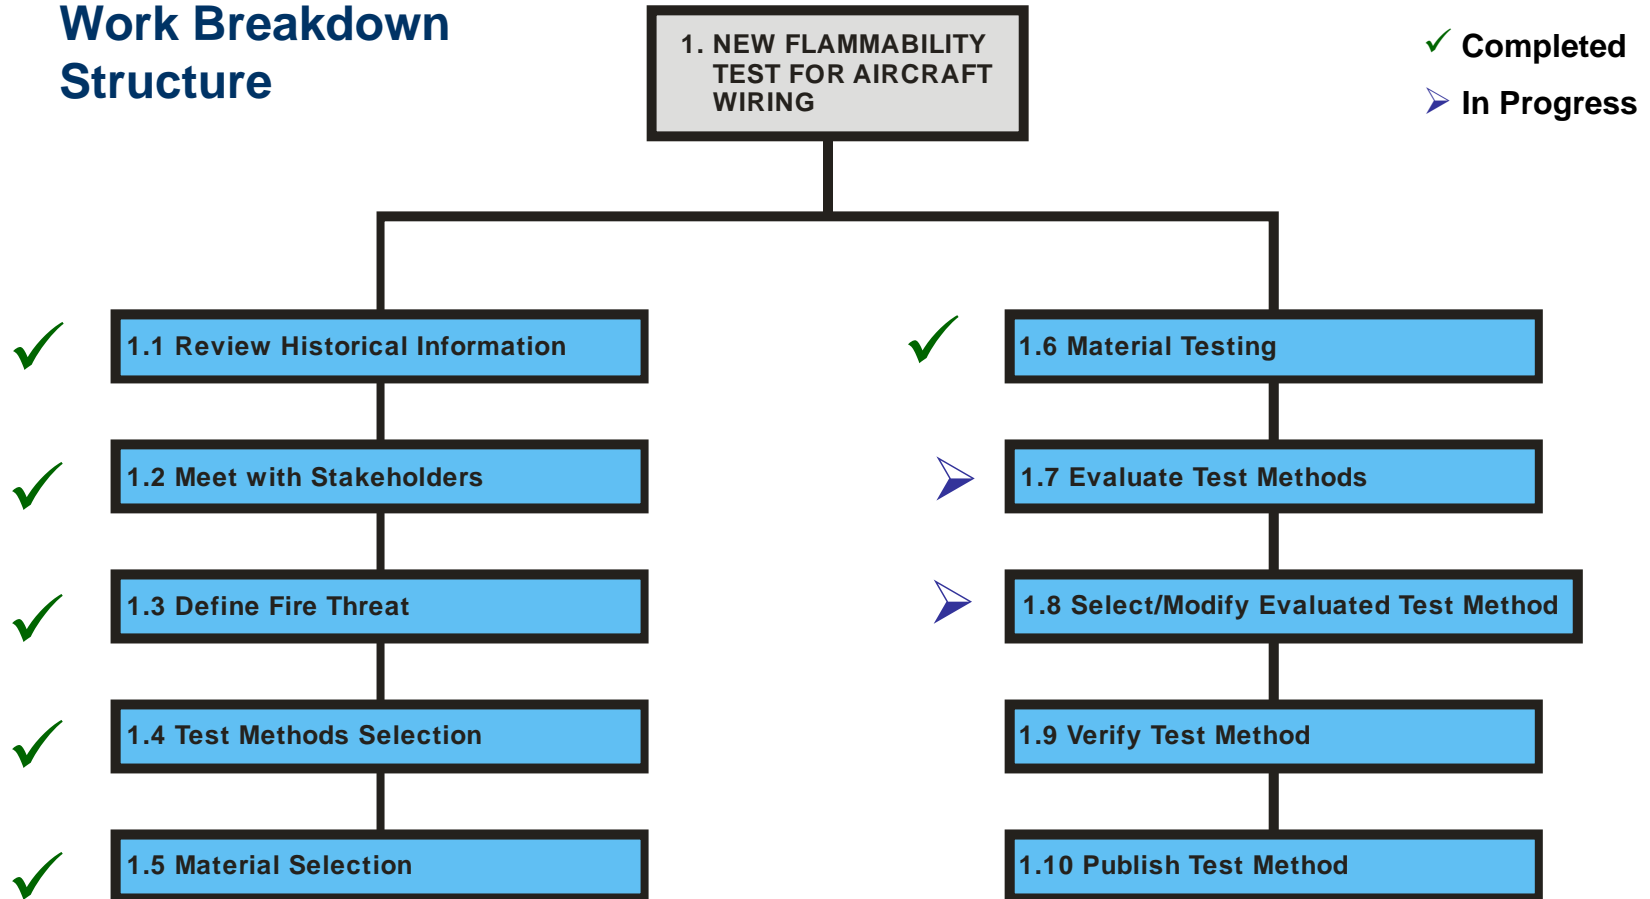 Work Breakdown
Structure
1. NEW FLAMMABILITY
TEST FOR AIRCRAFT
WIRING
✓ Completed
➢ In Progress
1.1 Review Historical Information
1.2 Meet with Stakeholders
1.3 Define Fire Threat
1.4 Test Methods Selection
1.5 Material Selection
1.6 Material Testing
1.7 Evaluate Test Methods
1.8 Select/Modify Evaluated Test Method
1.9 Verify Test Method
1.10 Publish Test Method